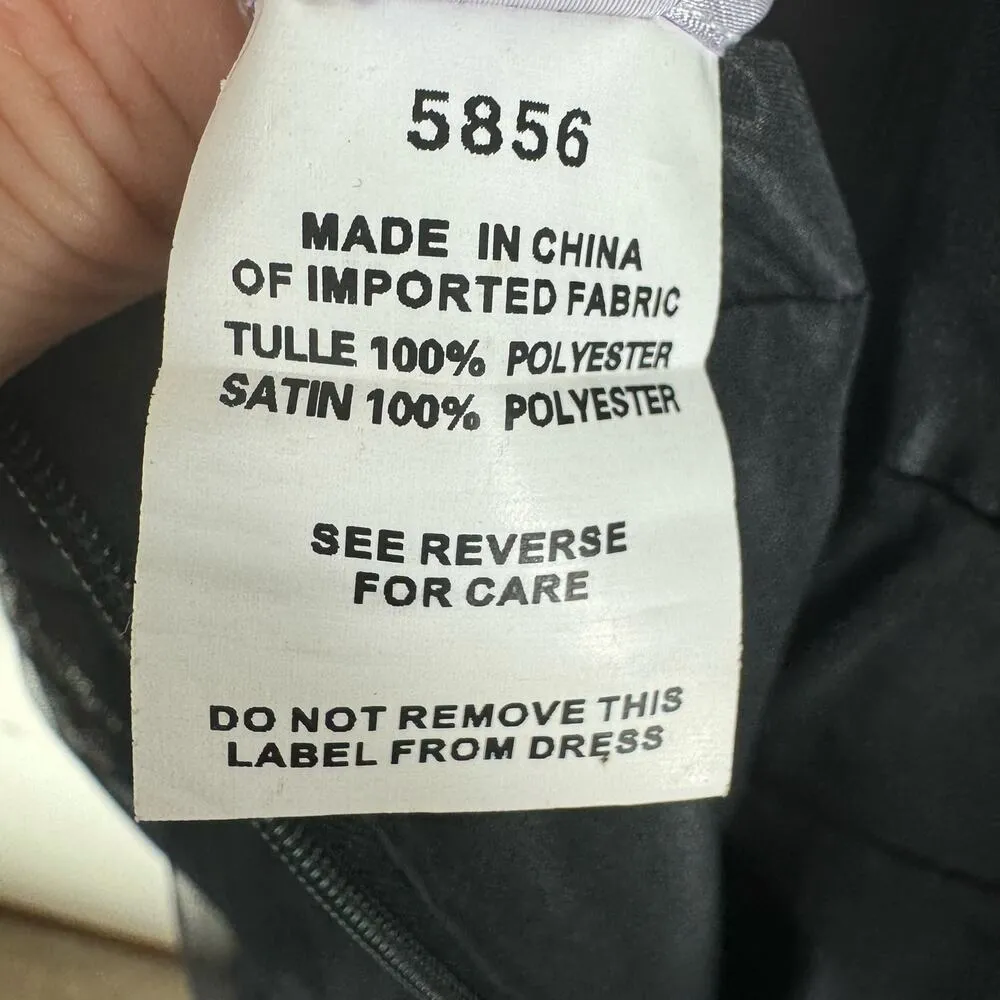 5856
MADE IN CHINA
OF IMPORTED FABRIC
TULLE 100% POLYESTER
SATIN 100% POLYESTER
SEE REVERSE
FOR CARE
DO NOT REMOVE THIS
LABEL FROM DRESS